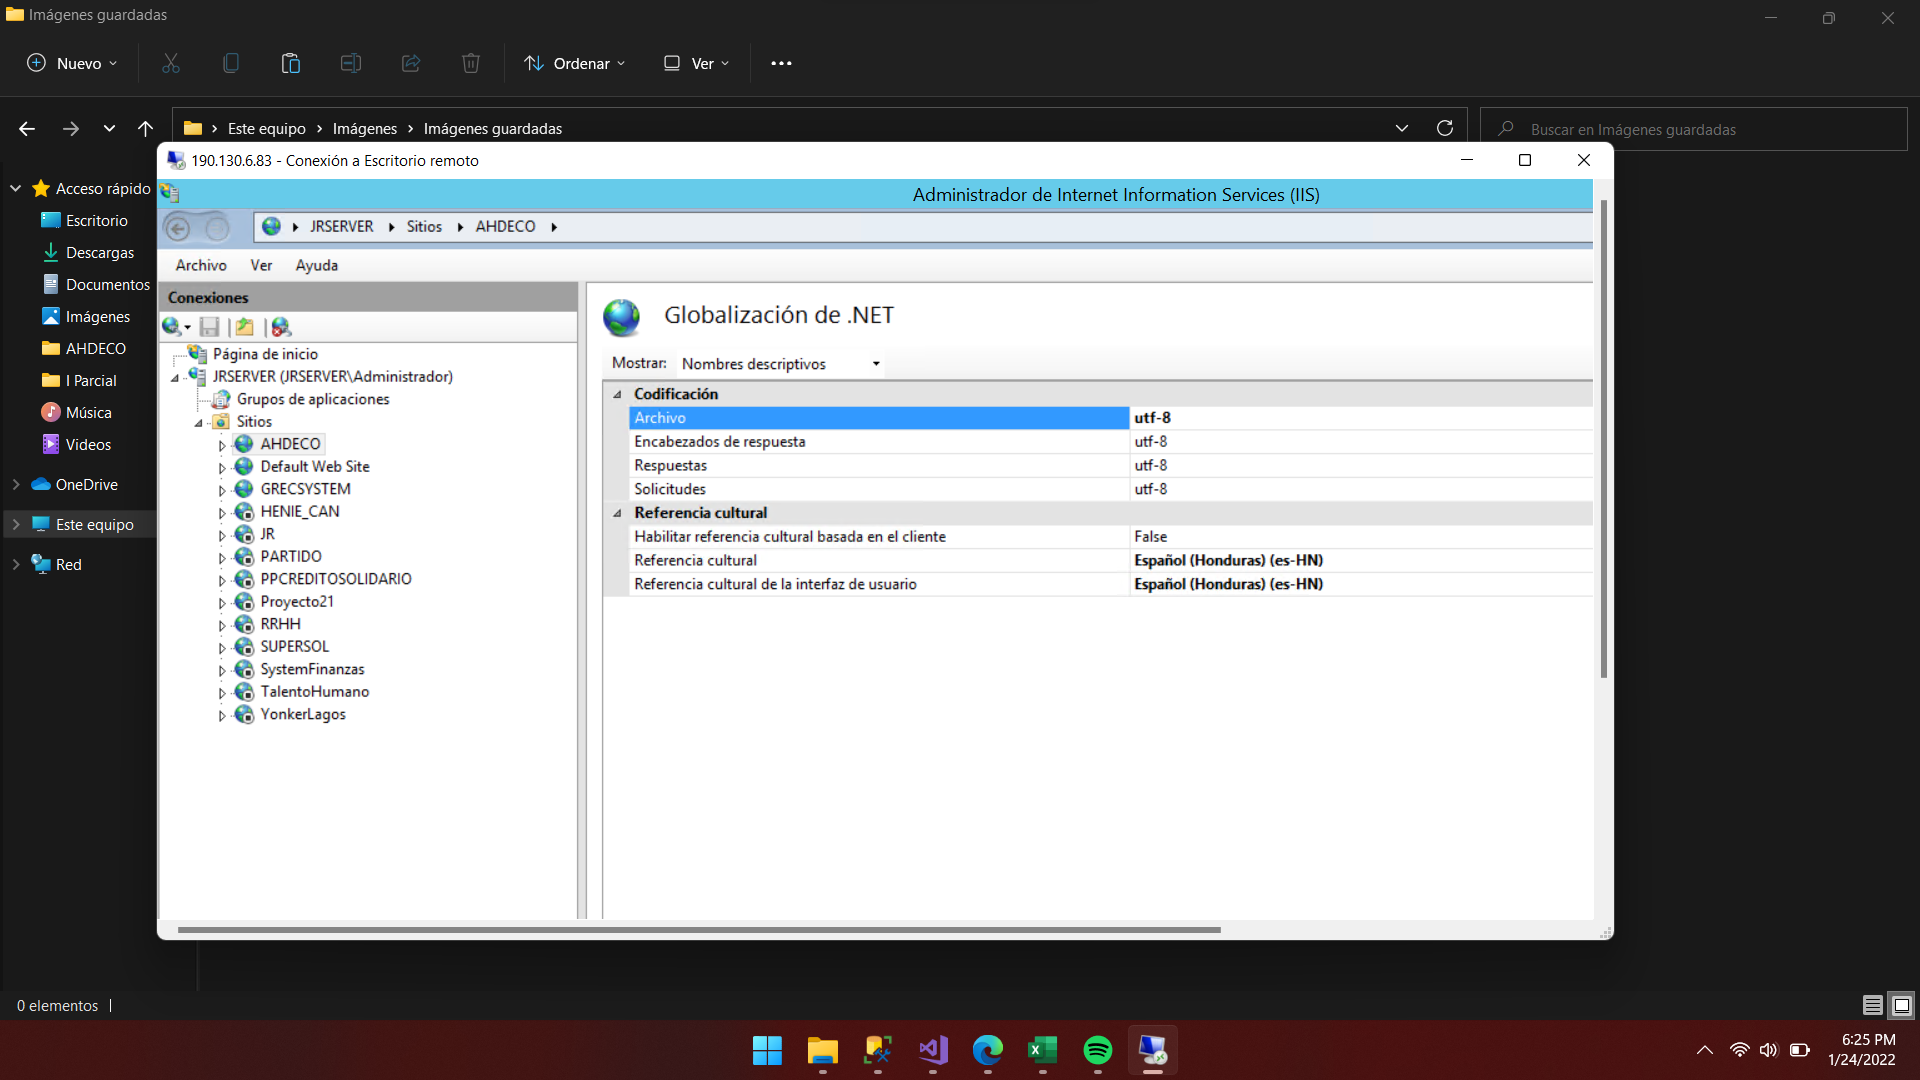 Imágenes guardadas
Nuevo
Ordenar
Ver
Este equipo
Imágenes
Imágenes guardadas
Buscar en Imágenes guardadas
Acceso rápido
Escritorio
Descargas
Documentos
Imágenes
AHDECO
I Parcial
Música
Videos
OneDrive
Este equipo
Red
190.130.6.83 - Conexión a Escritorio remoto
Administrador de Internet Information Services (IIS)
JRSERVER
Sitios
AHDECO
Archivo
Ver
Ayuda
Conexiones
Página de inicio
JRSERVER (JRSERVER\Administrador)
Grupos de aplicaciones
Sitios
AHDECO
Default Web Site
GRECSYSTEM
HENIE_CAN
JR
PARTIDO
PPCREDITOSOLIDARIO
Proyecto21
RRHH
SUPERSOL
SystemFinanzas
TalentoHumano
YonkerLagos
Globalización de .NET
Mostrar: Nombres descriptivos
Codificación
Archivo utf-8
Encabezados de respuesta utf-8
Respuestas utf-8
Solicitudes utf-8
Referencia cultural
Habilitar referencia cultural basada en el cliente False
Referencia cultural Español (Honduras) (es-HN)
Referencia cultural de la interfaz de usuario Español (Honduras) (es-HN)
0 elementos
6:25 PM
1/24/2022